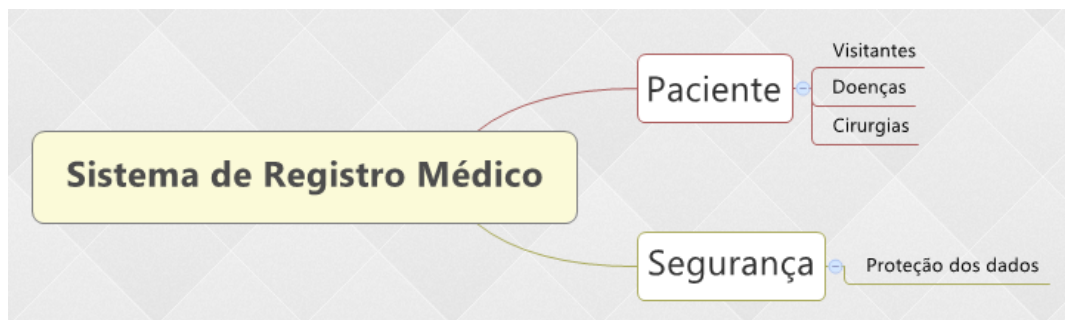 Sistema de Registro Médico
Paciente
Visitantes
Doenças
Cirurgias
Segurança
Proteção dos dados